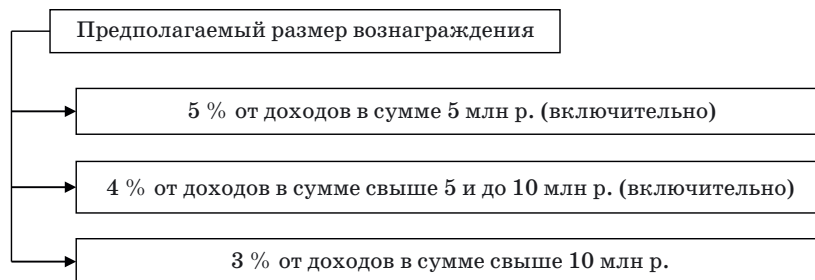 Предполагаемый размер вознаграждения
5 % от доходов в сумме 5 млн р. (включительно)
4 % от доходов в сумме свыше 5 и до 10 млн р. (включительно)
3 % от доходов в сумме свыше 10 млн р.